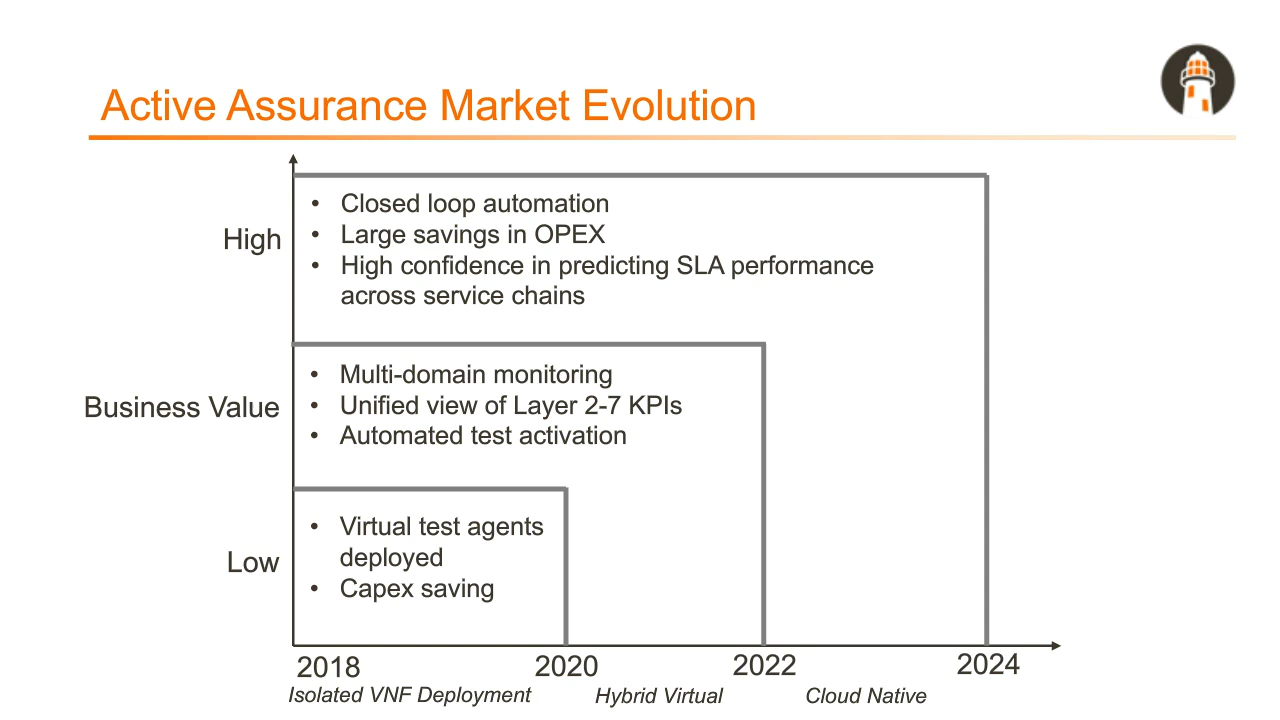 Active Assurance Market Evolution
High
• Closed loop automation
• Large savings in OPEX
• High confidence in predicting SLA performance
across service chains
Business Value
• Multi-domain monitoring
• Unified view of Layer 2-7 KPIs
• Automated test activation
Low
• Virtual test agents
deployed
• Capex saving
2018 2020 2022 2024
Isolated VNF Deployment Hybrid Virtual Cloud Native